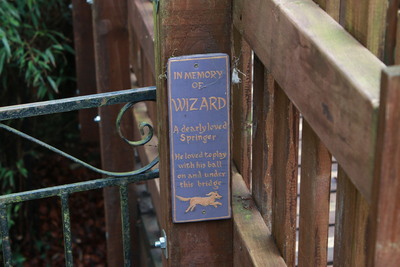 IN MEMORY
OF
WIZARD
A dearly loved
Springer
He loved to play
with his ball
on and under
this bridge